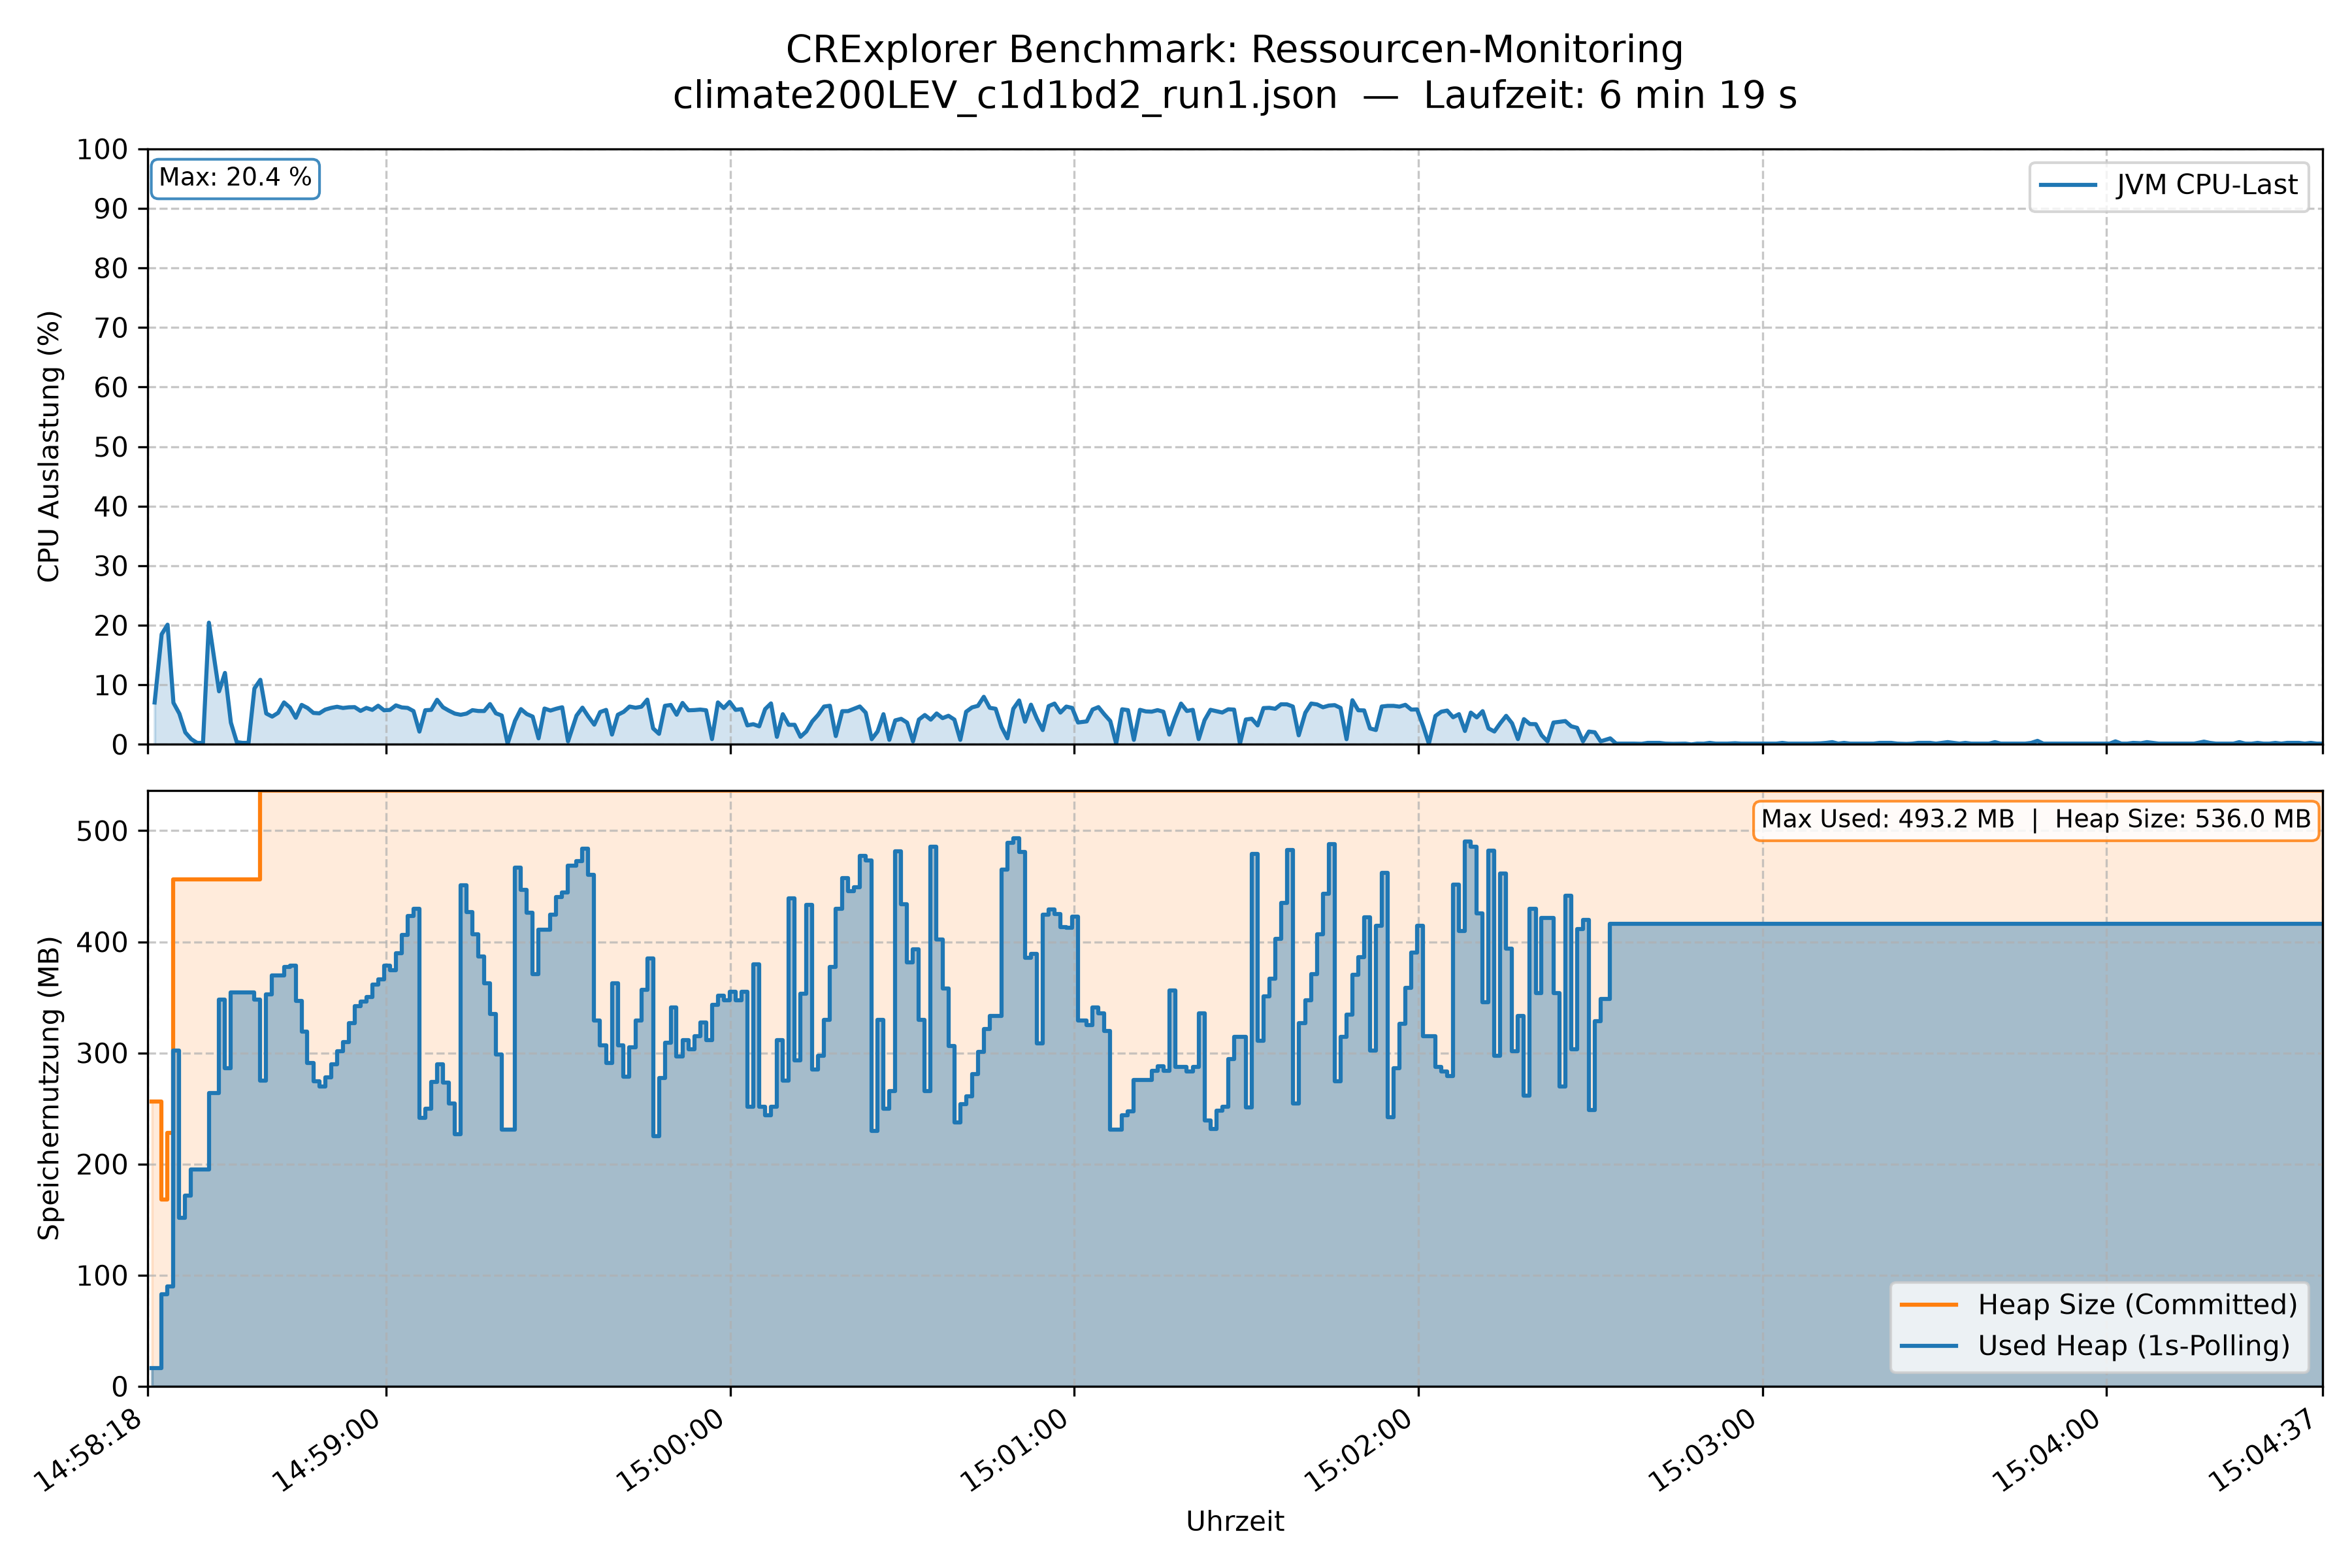 CRExplorer Benchmark: Ressourcen-Monitoring
climate200LEV_c1d1bd2_run1.json — Laufzeit: 6 min 19 s
Max: 20.4 %
JVM CPU-Last
CPU Auslastung (%)
100
90
80
70
60
50
40
30
20
10
0
Max Used: 493.2 MB | Heap Size: 536.0 MB
Speichernutzung (MB)
500
400
300
200
100
0
Heap Size (Committed)
Used Heap (1s-Polling)
14:58:18
14:59:00
15:00:00
15:01:00
15:02:00
15:03:00
15:04:00
15:04:37
Uhrzeit